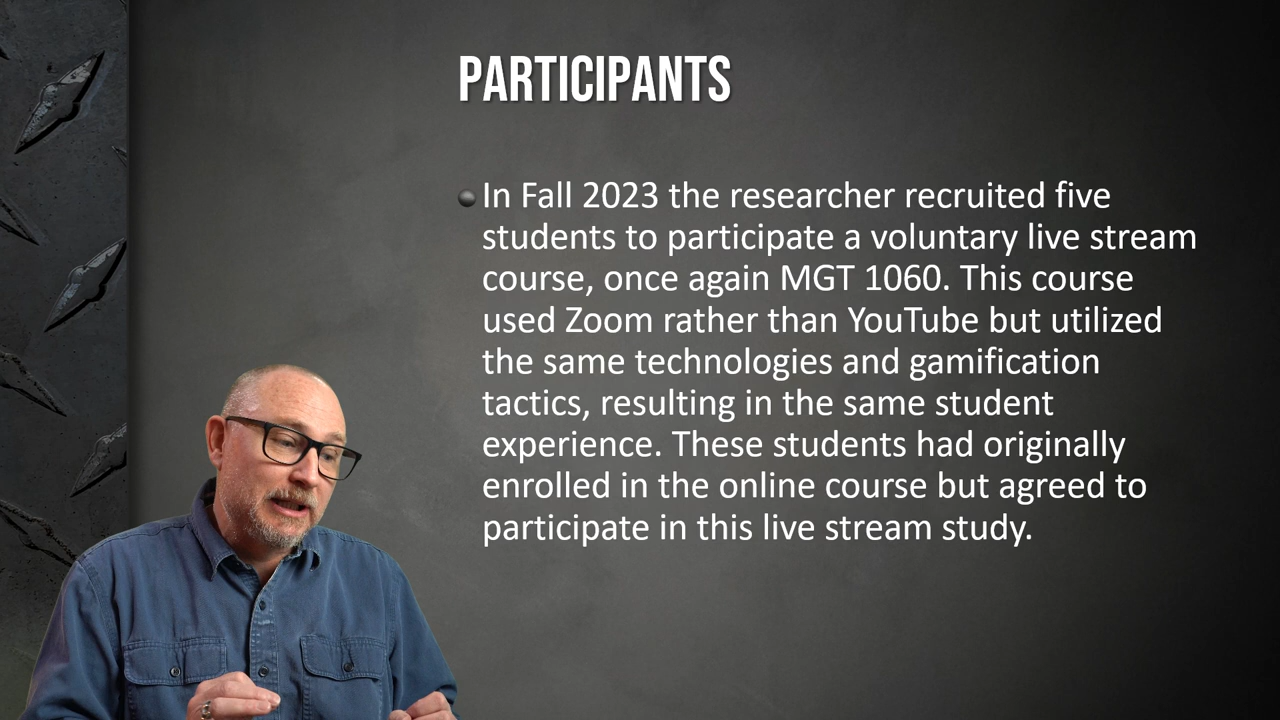 PARTICIPANTS
In Fall 2023 the researcher recruited five
students to participate a voluntary live stream
course, once again MGT 1060. This course
used Zoom rather than YouTube but utilized
the same technologies and gamification
tactics, resulting in the same student
experience. These students had originally
enrolled in the online course but agreed to
participate in this live stream study.